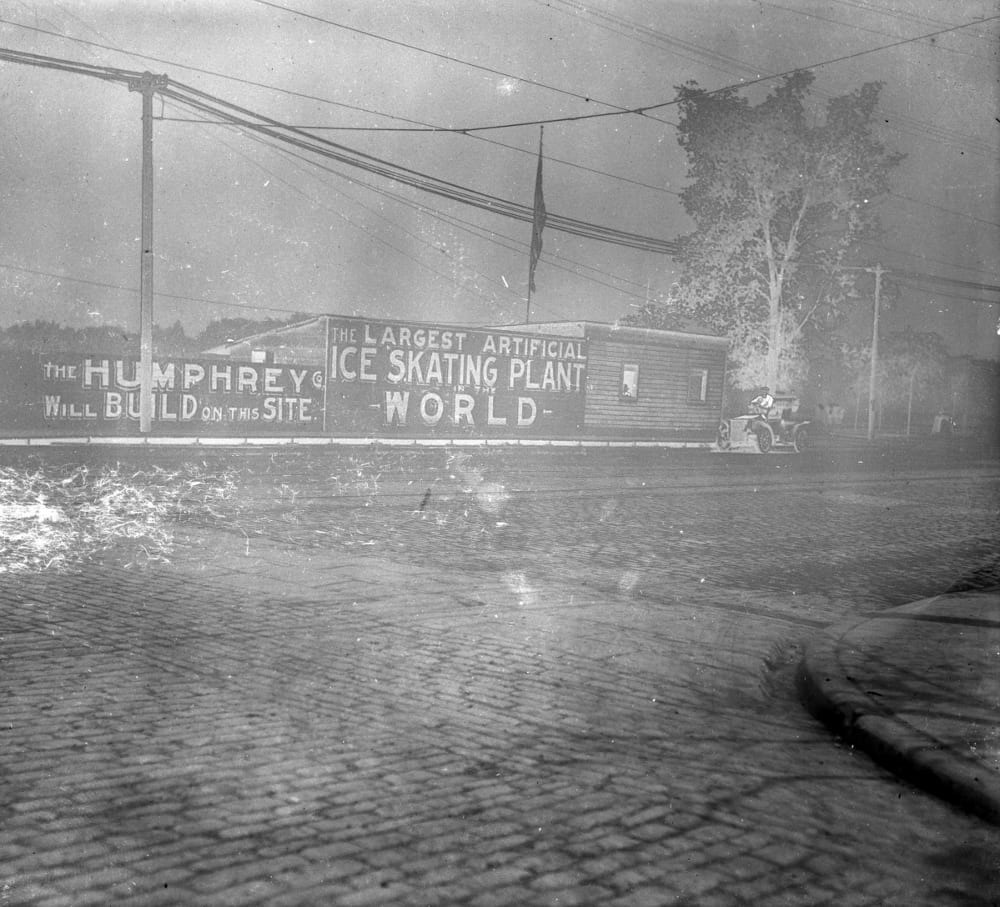 THE HUMPHREY Co
WILL BUILD ON THIS SITE.
THE LARGEST ARTIFICIAL
ICE SKATING PLANT
IN THE
- WORLD -